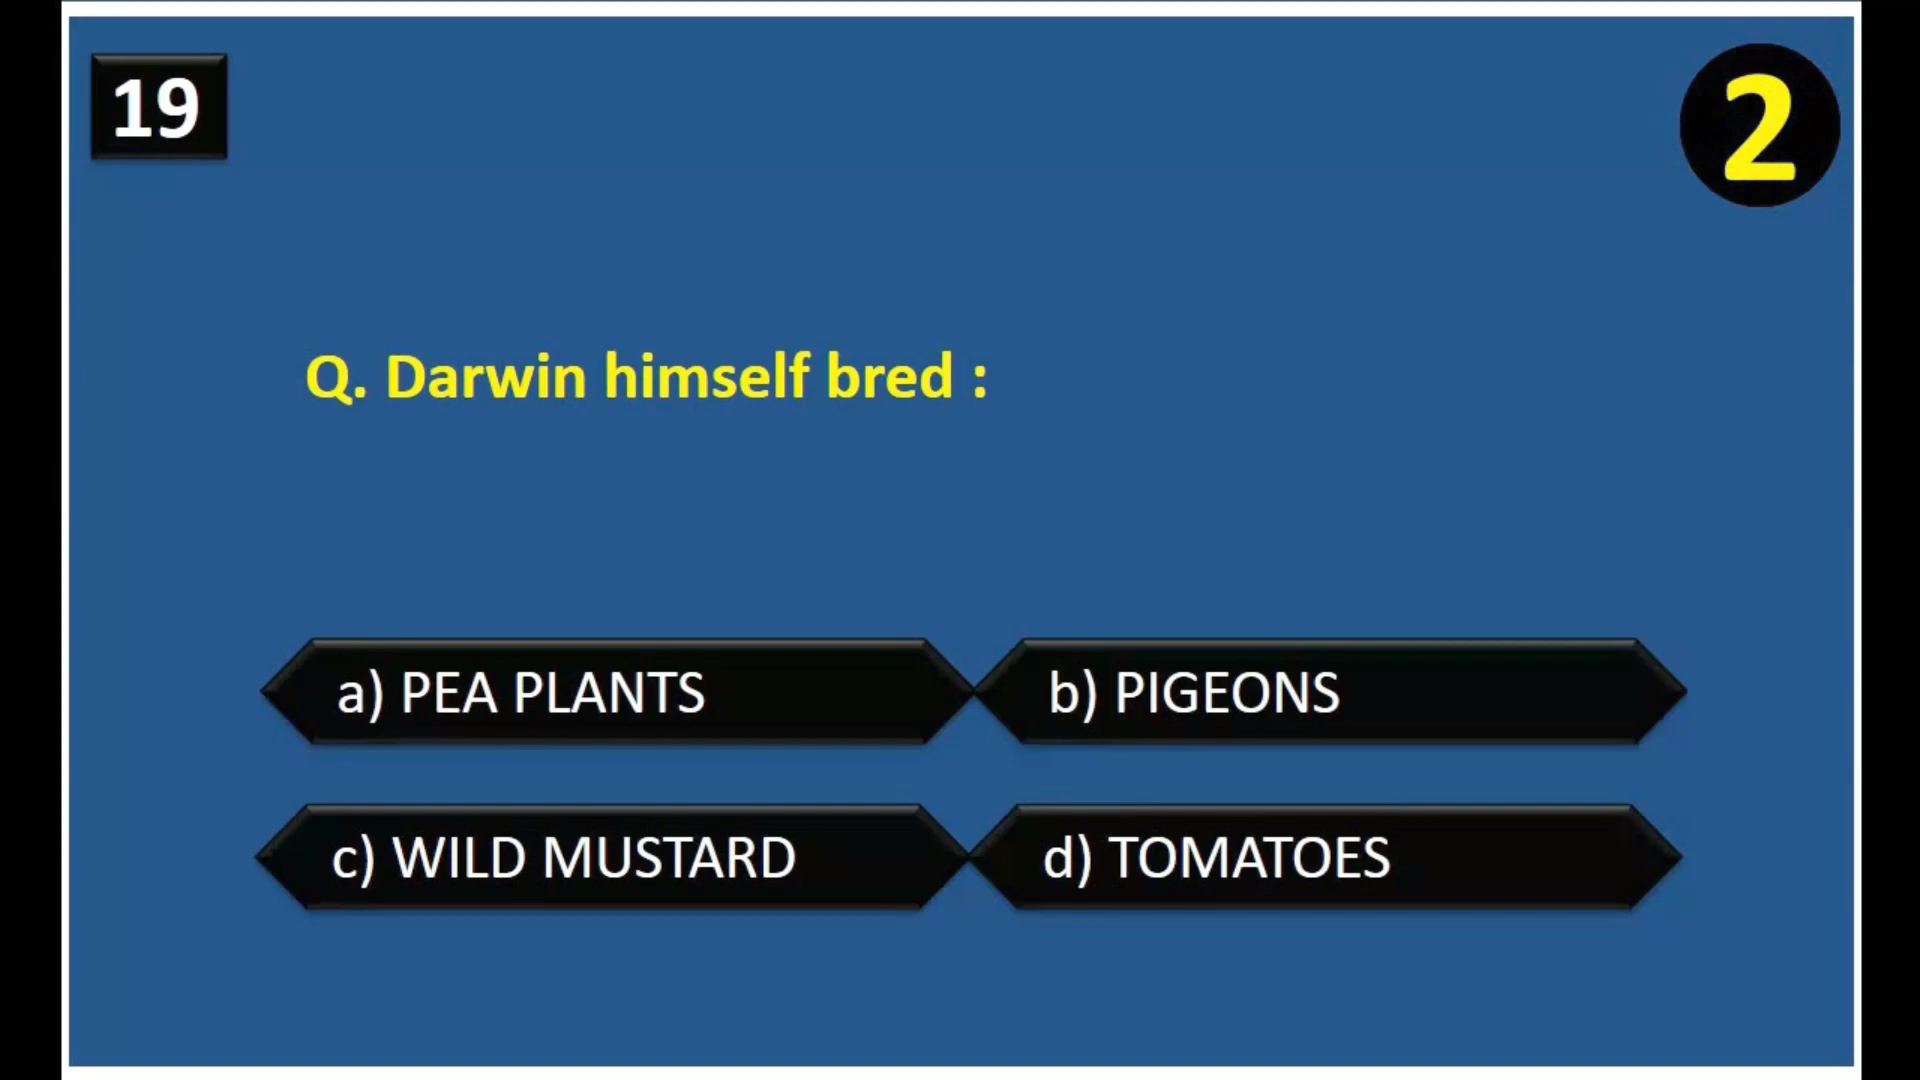 19
2
Q. Darwin himself bred :
a) PEA PLANTS
b) PIGEONS
c) WILD MUSTARD
d) TOMATOES